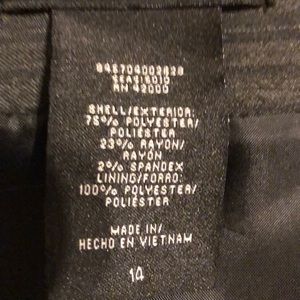 SHELL/EXTERIOR:
75% POLYESTER/
POLIÉSTER
23% RAYON/
RAYÓN
2% SPANDEX
LINING/FORRO:
100% POLYESTER/
POLIÉSTER
MADE IN/
HECHO EN VIETNAM
14